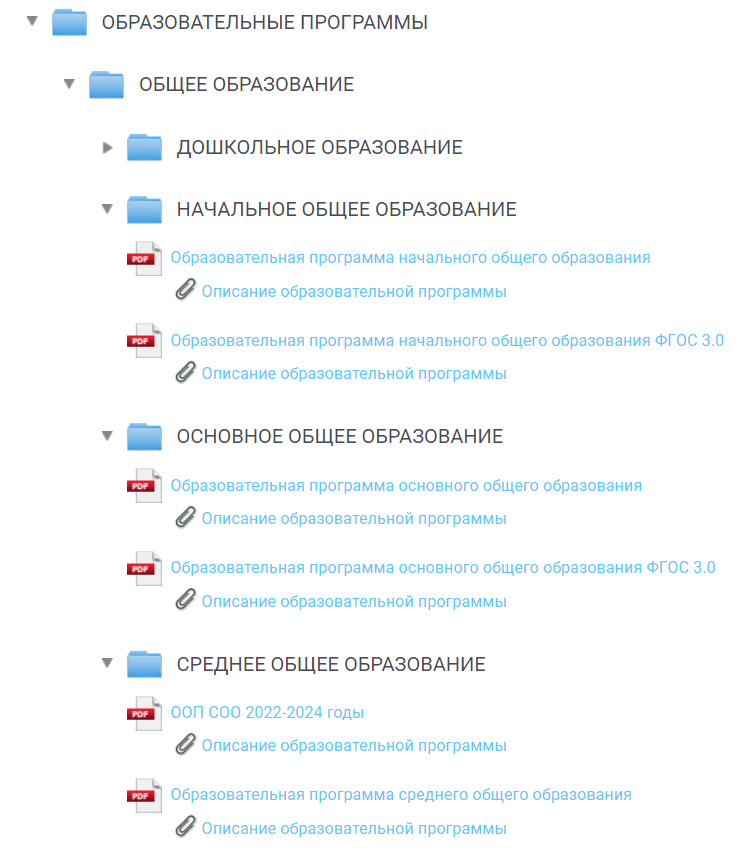 ОБРАЗОВАТЕЛЬНЫЕ ПРОГРАММЫ
ОБЩЕЕ ОБРАЗОВАНИЕ
ДОШКОЛЬНОЕ ОБРАЗОВАНИЕ
НАЧАЛЬНОЕ ОБЩЕЕ ОБРАЗОВАНИЕ
PDF Образовательная программа начального общего образования
Описание образовательной программы
PDF Образовательная программа начального общего образования ФГОС 3.0
Описание образовательной программы
ОСНОВНОЕ ОБЩЕЕ ОБРАЗОВАНИЕ
PDF Образовательная программа основного общего образования
Описание образовательной программы
PDF Образовательная программа основного общего образования ФГОС 3.0
Описание образовательной программы
СРЕДНЕЕ ОБЩЕЕ ОБРАЗОВАНИЕ
PDF ООП СОО 2022-2024 годы
Описание образовательной программы
PDF Образовательная программа среднего общего образования
Описание образовательной программы